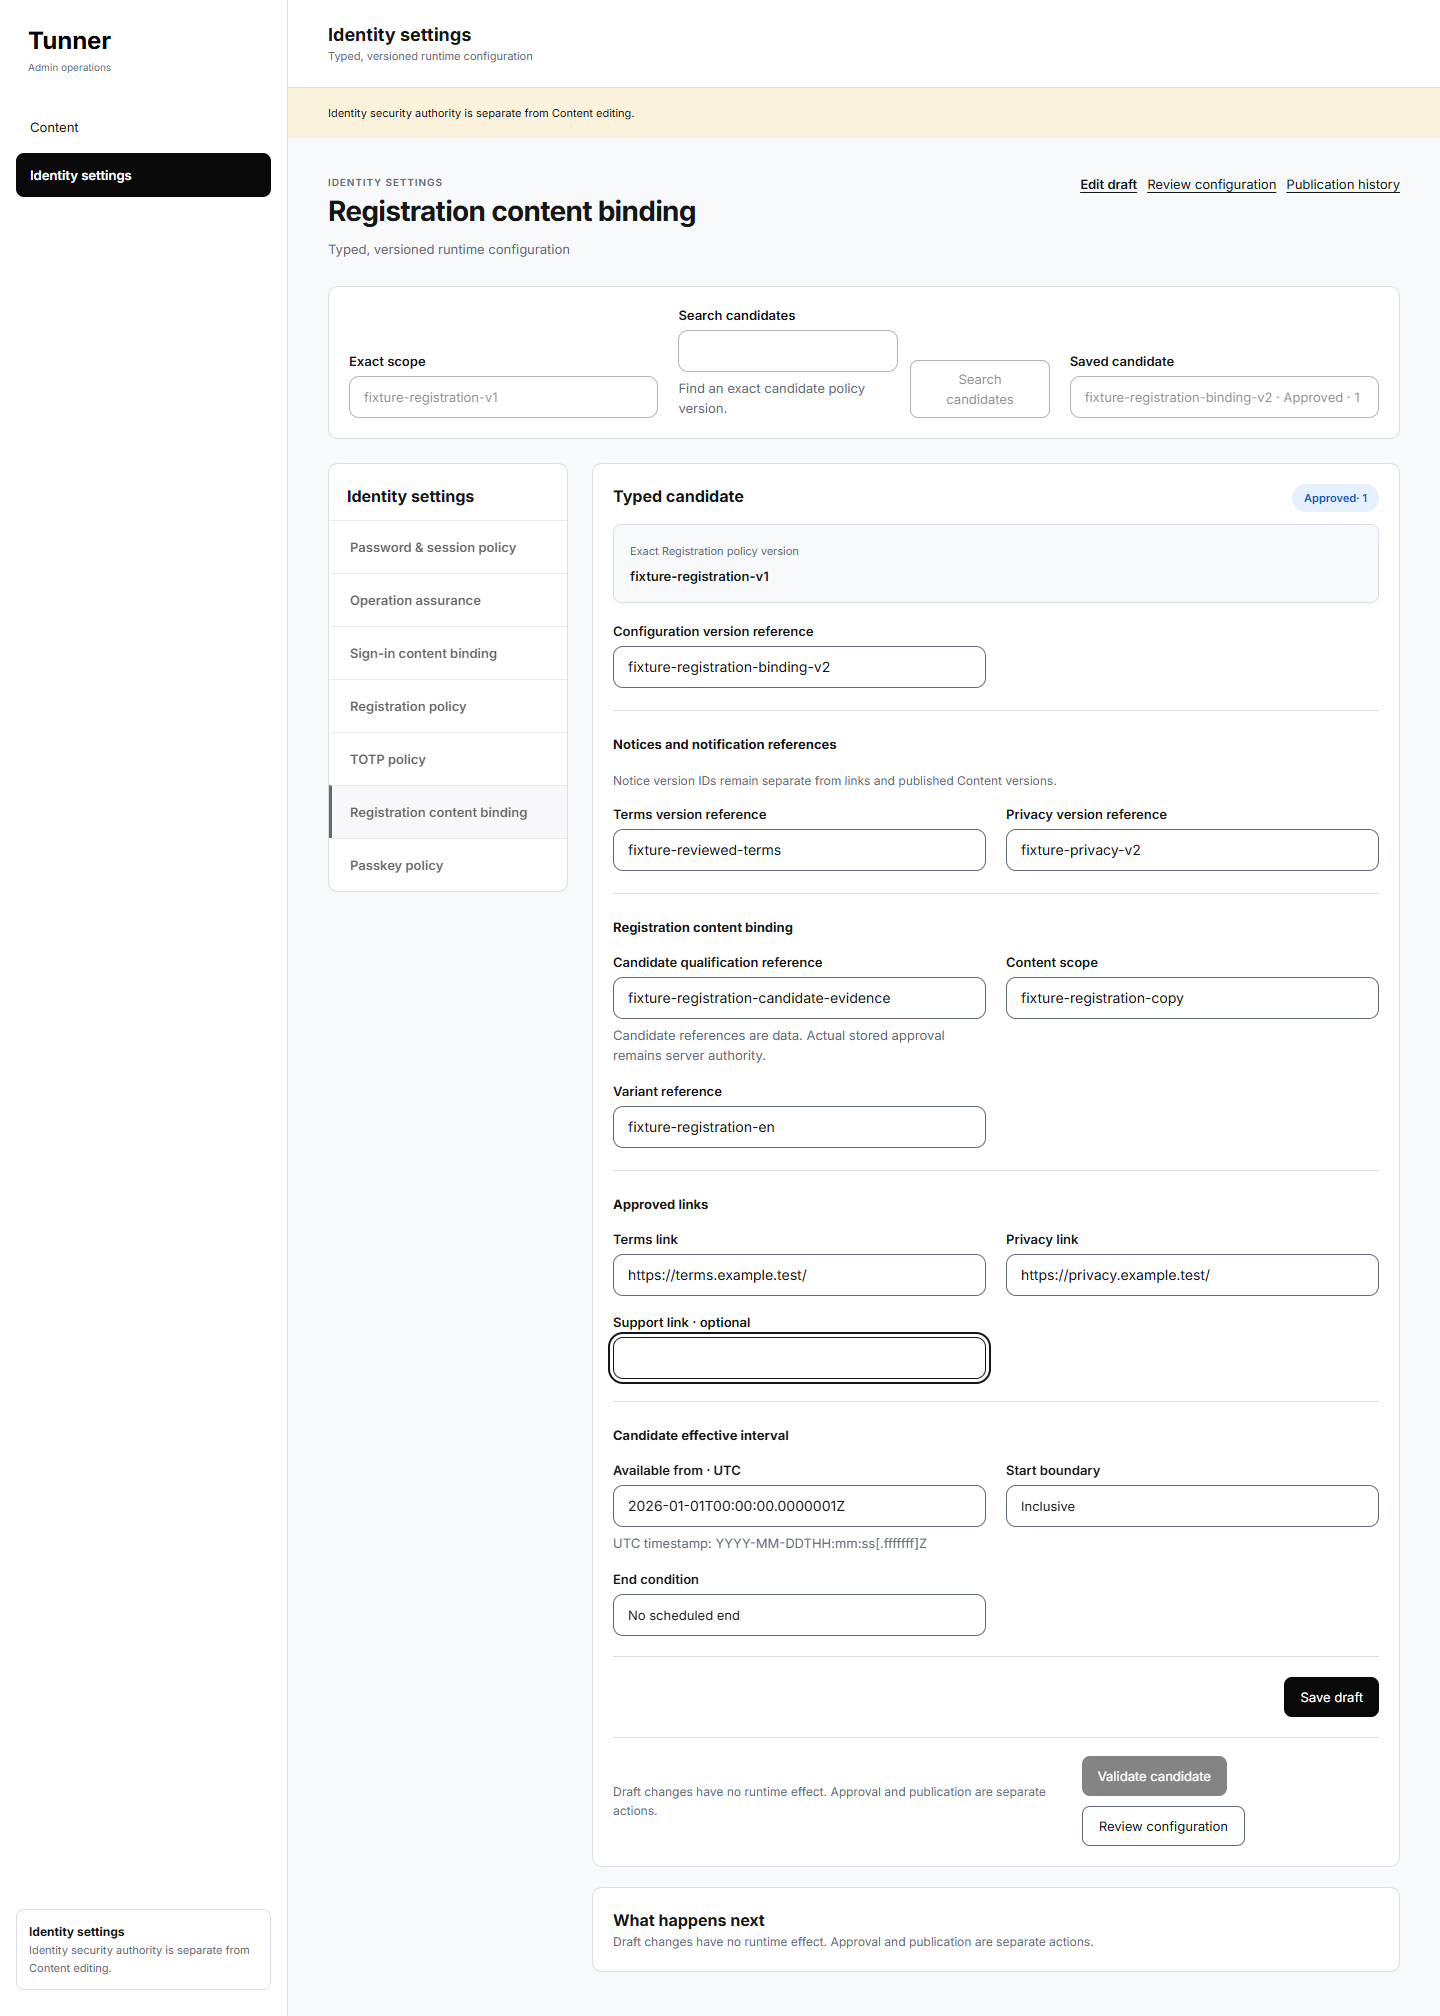 Tunner
Admin operations
Content
Identity settings
Identity settings
Typed, versioned runtime configuration
Identity security authority is separate from Content editing.
IDENTITY SETTINGS
Registration content binding
Typed, versioned runtime configuration
Edit draft Review configuration Publication history
Exact scope
fixture-registration-v1
Search candidates
Find an exact candidate policy
version.
Search
candidates
Saved candidate
fixture-registration-binding-v2 · Approved · 1
Identity settings
Password & session policy
Operation assurance
Sign-in content binding
Registration policy
TOTP policy
Registration content binding
Passkey policy
Typed candidate
Approved· 1
Exact Registration policy version
fixture-registration-v1
Configuration version reference
fixture-registration-binding-v2
Notices and notification references
Notice version IDs remain separate from links and published Content versions.
Terms version reference
fixture-reviewed-terms
Privacy version reference
fixture-privacy-v2
Registration content binding
Candidate qualification reference
fixture-registration-candidate-evidence
Candidate references are data. Actual stored approval
remains server authority.
Content scope
fixture-registration-copy
Variant reference
fixture-registration-en
Approved links
Terms link
https://terms.example.test/
Privacy link
https://privacy.example.test/
Support link · optional
Candidate effective interval
Available from · UTC
2026-01-01T00:00:00.0000001Z
UTC timestamp: YYYY-MM-DDTHH:mm:ss[.fffffff]Z
Start boundary
Inclusive
End condition
No scheduled end
Save draft
Draft changes have no runtime effect. Approval and publication are separate
actions.
Validate candidate
Review configuration
What happens next
Draft changes have no runtime effect. Approval and publication are separate actions.
Identity settings
Identity security authority is separate from
Content editing.